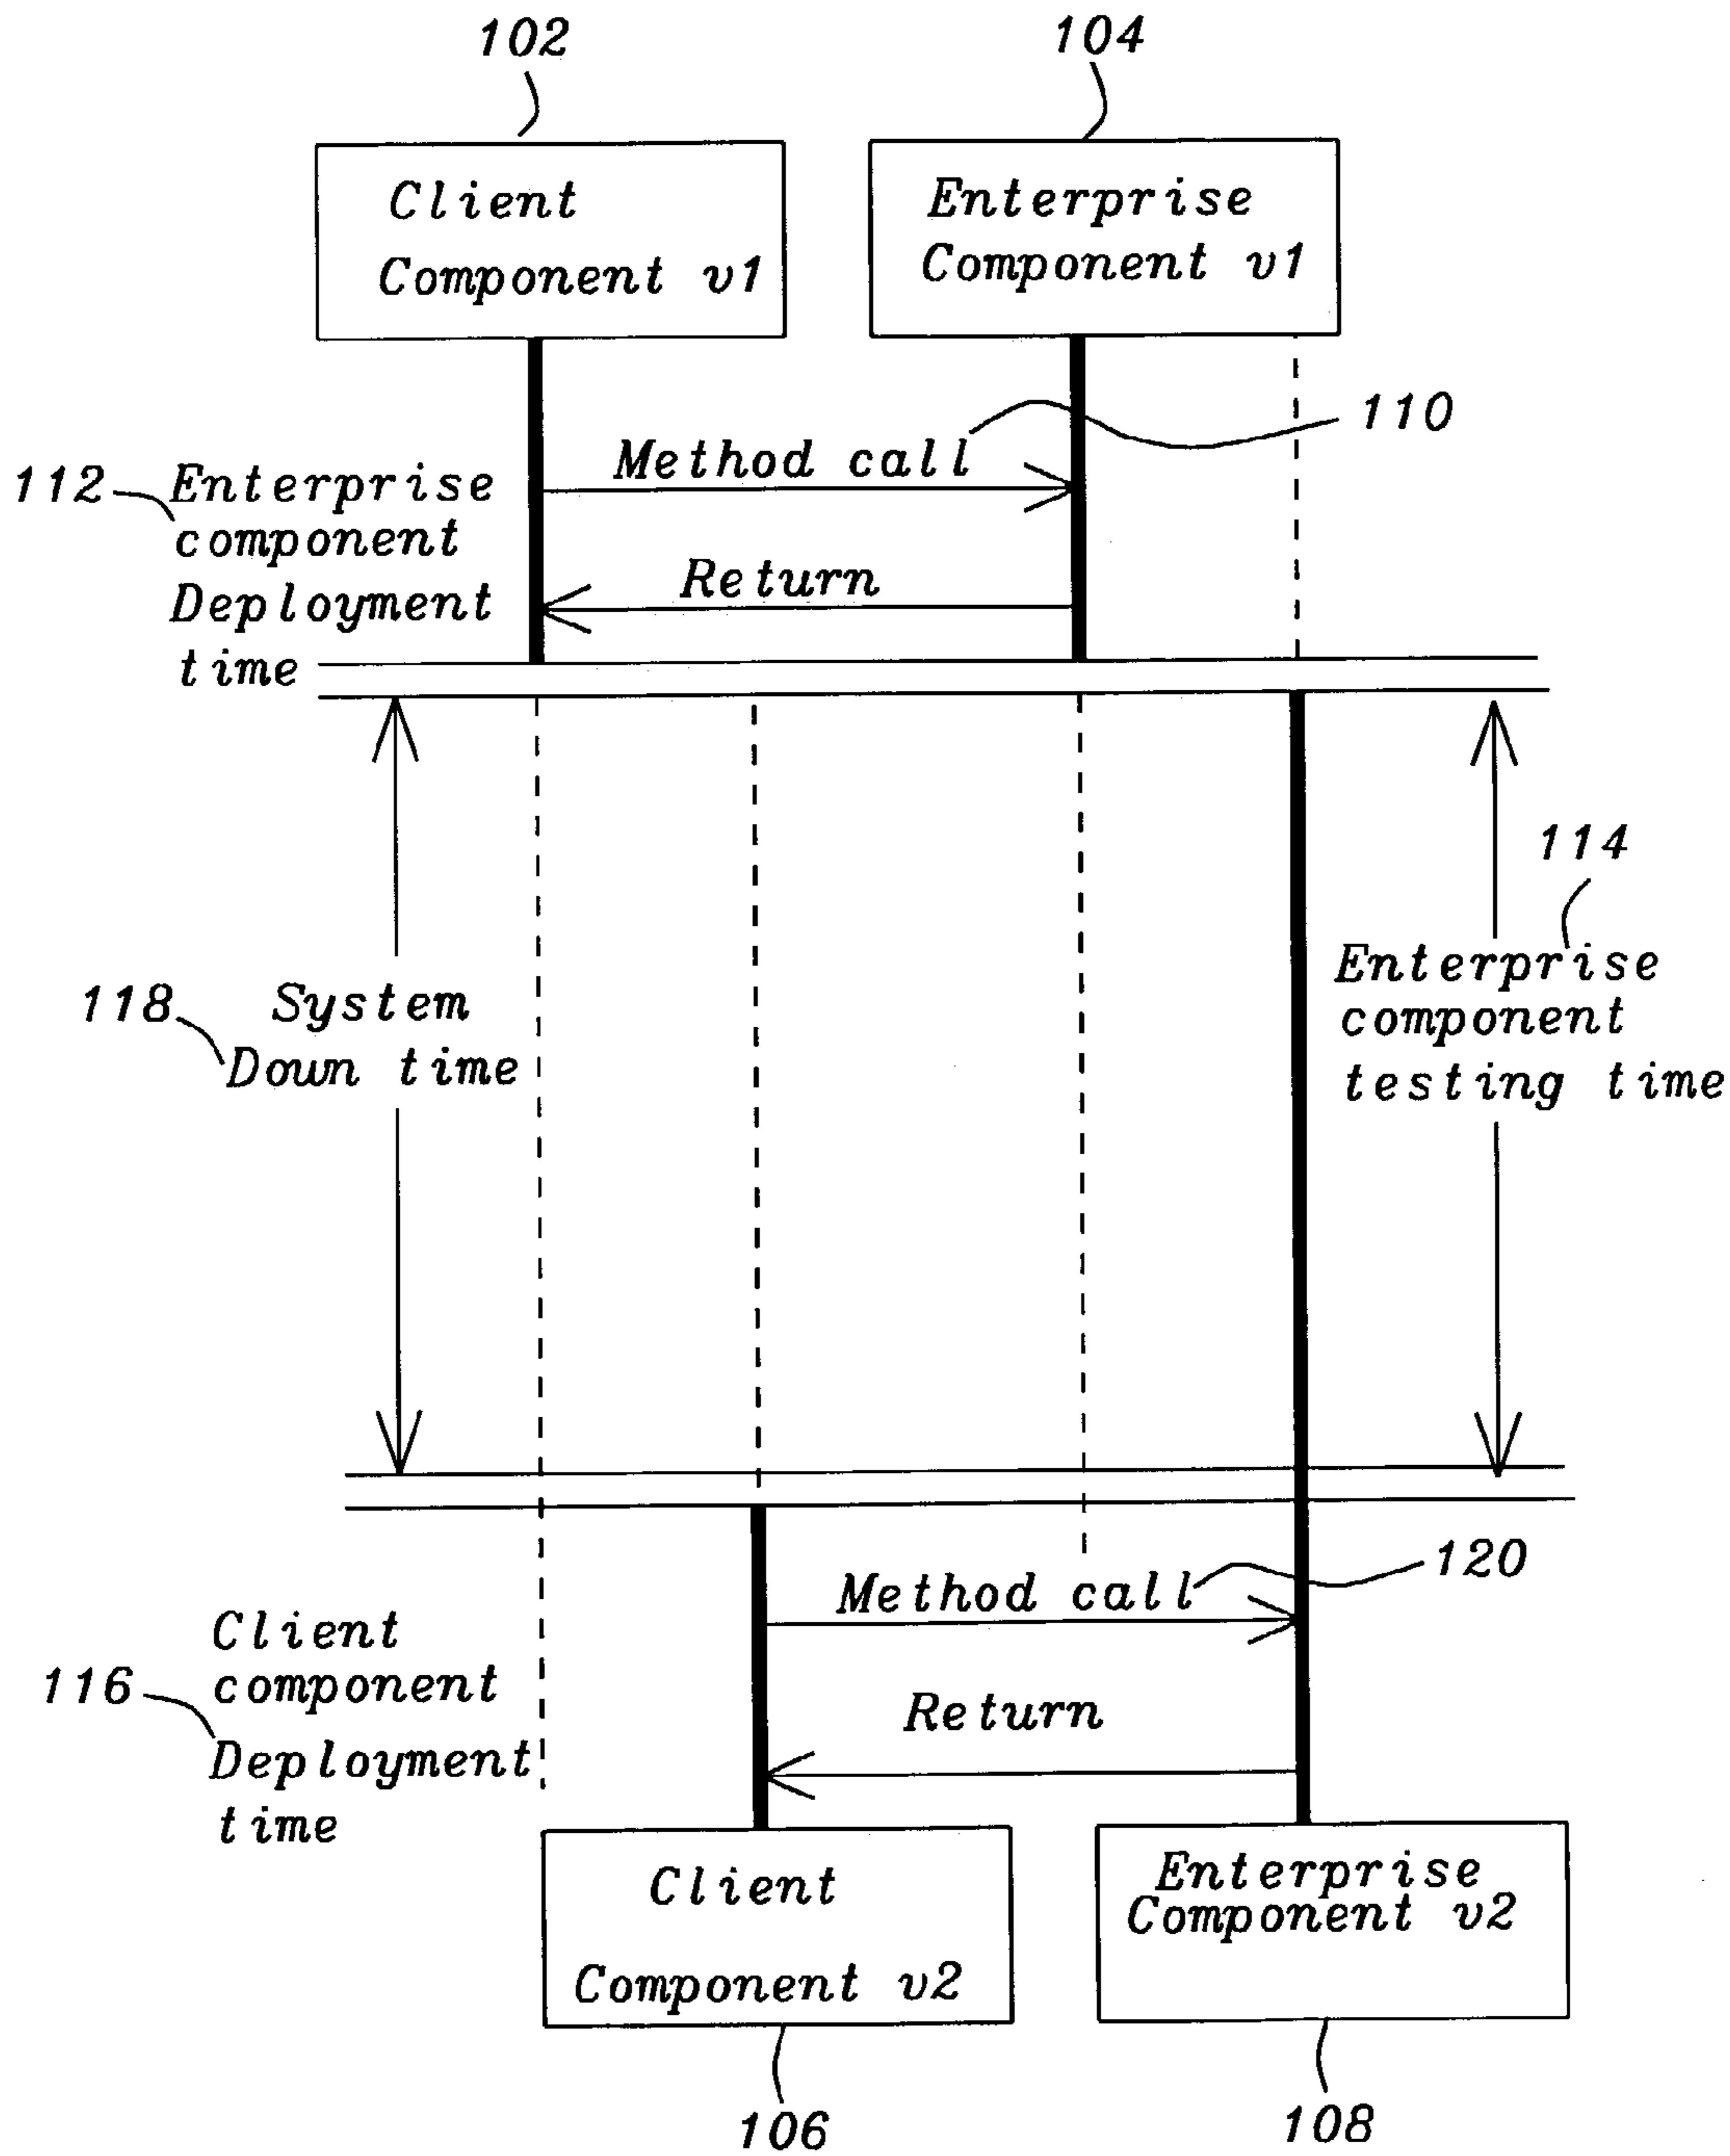 102
104
Client
Component v1
Enterprise
Component v1
110
Method call
112
Enterprise
component
Deployment
time
Return
114
Enterprise
component
testing time
118
System
Down time
120
Method call
Client
component
116
Deployment
time
Return
Client
Component v2
Enterprise
Component v2
106
108